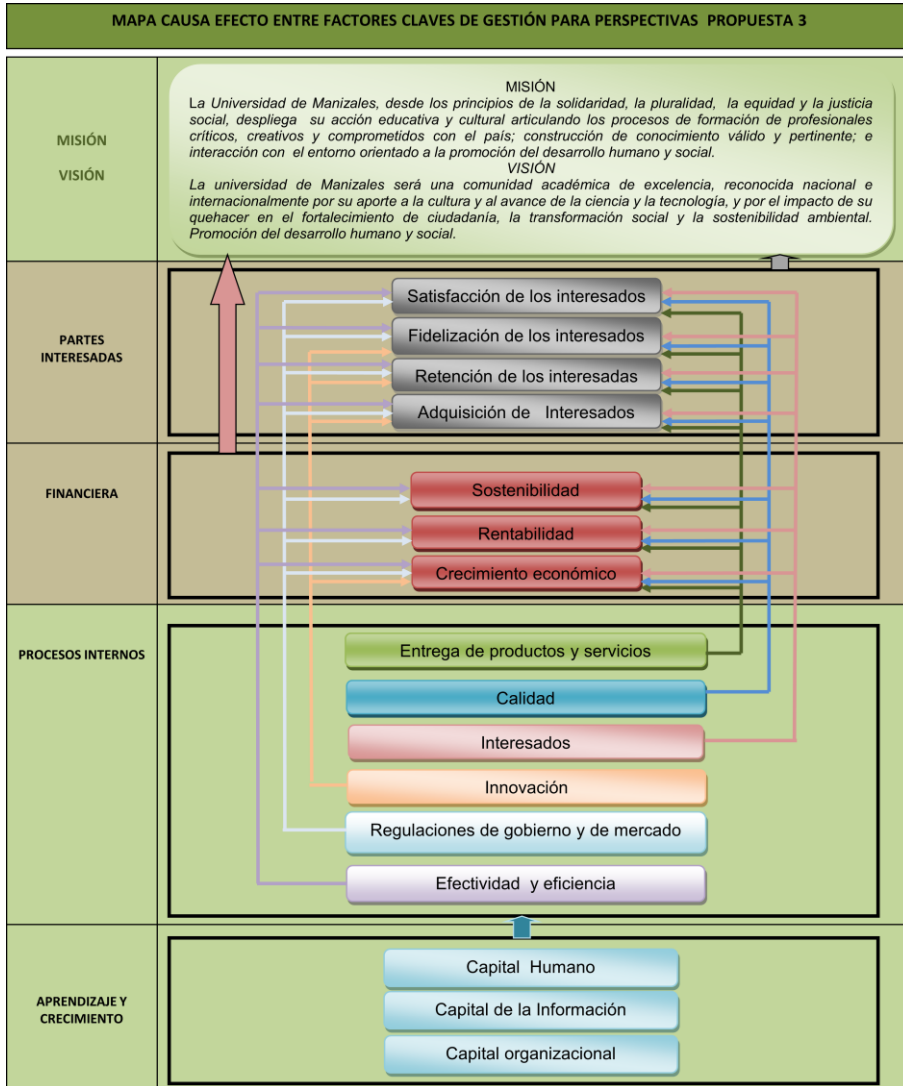 MAPA CAUSA EFECTO ENTRE FACTORES CLAVES DE GESTIÓN PARA PERSPECTIVAS PROPUESTA 3
MISIÓN
VISIÓN
MISIÓN
La Universidad de Manizales, desde los principios de la solidaridad, la pluralidad, la equidad y la justicia
social, despliega su acción educativa y cultural articulando los procesos de formación de profesionales
críticos, creativos y comprometidos con el país; construcción de conocimiento válido y pertinente; e
interacción con el entorno orientado a la promoción del desarrollo humano y social.
VISIÓN
La universidad de Manizales será una comunidad académica de excelencia, reconocida nacional e
internacionalmente por su aporte a la cultura y al avance de la ciencia y la tecnología, y por el impacto de su
quehacer en el fortalecimiento de ciudadanía, la transformación social y la sostenibilidad ambiental.
Promoción del desarrollo humano y social.
PARTES
INTERESADAS
Satisfacción de los interesados
Fidelización de los interesados
Retención de los interesadas
Adquisición de Interesados
FINANCIERA
Sostenibilidad
Rentabilidad
Crecimiento económico
PROCESOS INTERNOS
Entrega de productos y servicios
Calidad
Interesados
Innovación
Regulaciones de gobierno y de mercado
Efectividad y eficiencia
APRENDIZAJE Y
CRECIMIENTO
Capital Humano
Capital de la Información
Capital organizacional